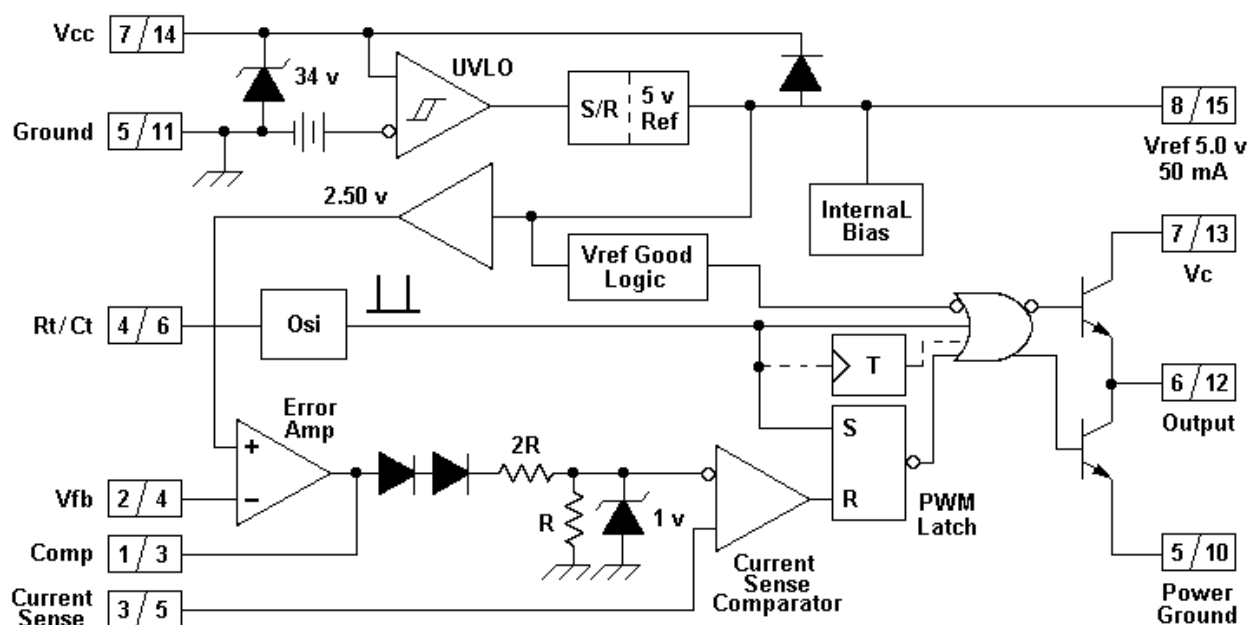 Vcc 7/14
34 v
UVLO
S/R
5 v
Ref
8/15
Vref 5.0 v
50 mA
Ground 5/11
2.50 v
InternaL
Bias
Vref Good
Logic
7/13
Vc
Rt/Ct 4/6
Osi
T
6/12
Output
Error
Amp
+
−
2R
S
R
PWM
Latch
Vfb 2/4
R
1 v
Comp 1/3
Current
Sense
Comparator
5/10
Power
Ground
Current
Sense 3/5